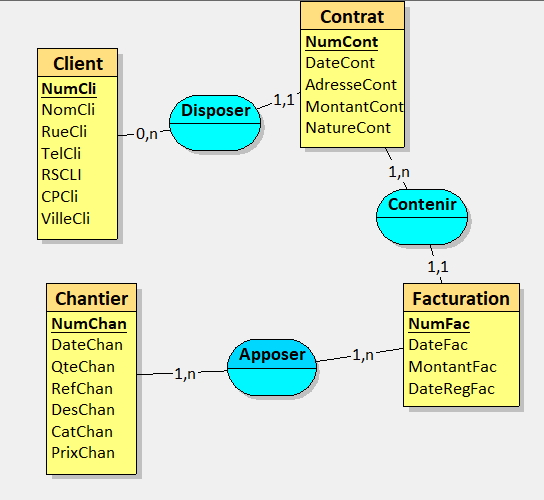 Contrat
NumCont
DateCont
AdresseCont
MontantCont
NatureCont
Client
NumCli
NomCli
RueCli
TelCli
RSCLI
CPCli
VilleCli
0,n
Disposer
1,1
1,n
Contenir
1,1
Chantier
NumChan
DateChan
QteChan
RefChan
DesChan
CatChan
PrixChan
1,n
Apposer
1,n
Facturation
NumFac
DateFac
MontantFac
DateRegFac